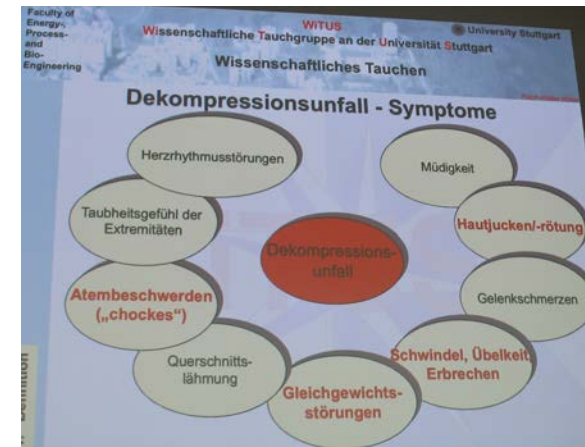 Faculty of
Energy-,
Process-
and
Bio-
Engineering
WiTUS
University Stuttgart
WIssenschaftliche Tauchgruppe an der Universität Stuttgart
Wissenschaftliches Tauchen
Dekompressionsunfall - Symptome
Herzrhythmusstörungen
Müdigkeit
Taubheitsgefühl der
Extremitäten
Hautjucken/-rötung
Dekompressions-
unfall
Atembeschwerden
(„chockes“)
Gelenkschmerzen
Querschnitts-
lähmung
Schwindel, Übelkeit,
Erbrechen
Gleichgewichts-
störungen
Definition